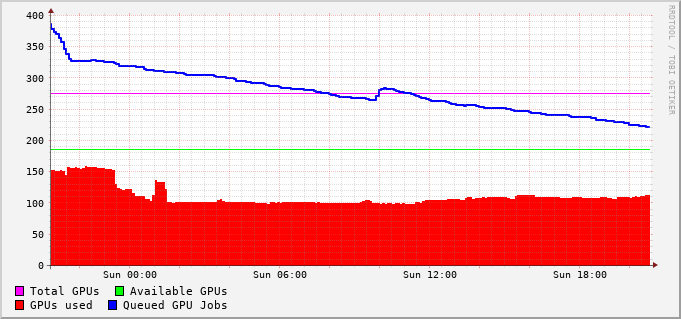 400
350
300
250
200
150
100
50
0
Sun 00:00 Sun 06:00 Sun 12:00 Sun 18:00
Total GPUs Available GPUs
GPUs used Queued GPU Jobs
RRDTOOL / TOBI OETIKER